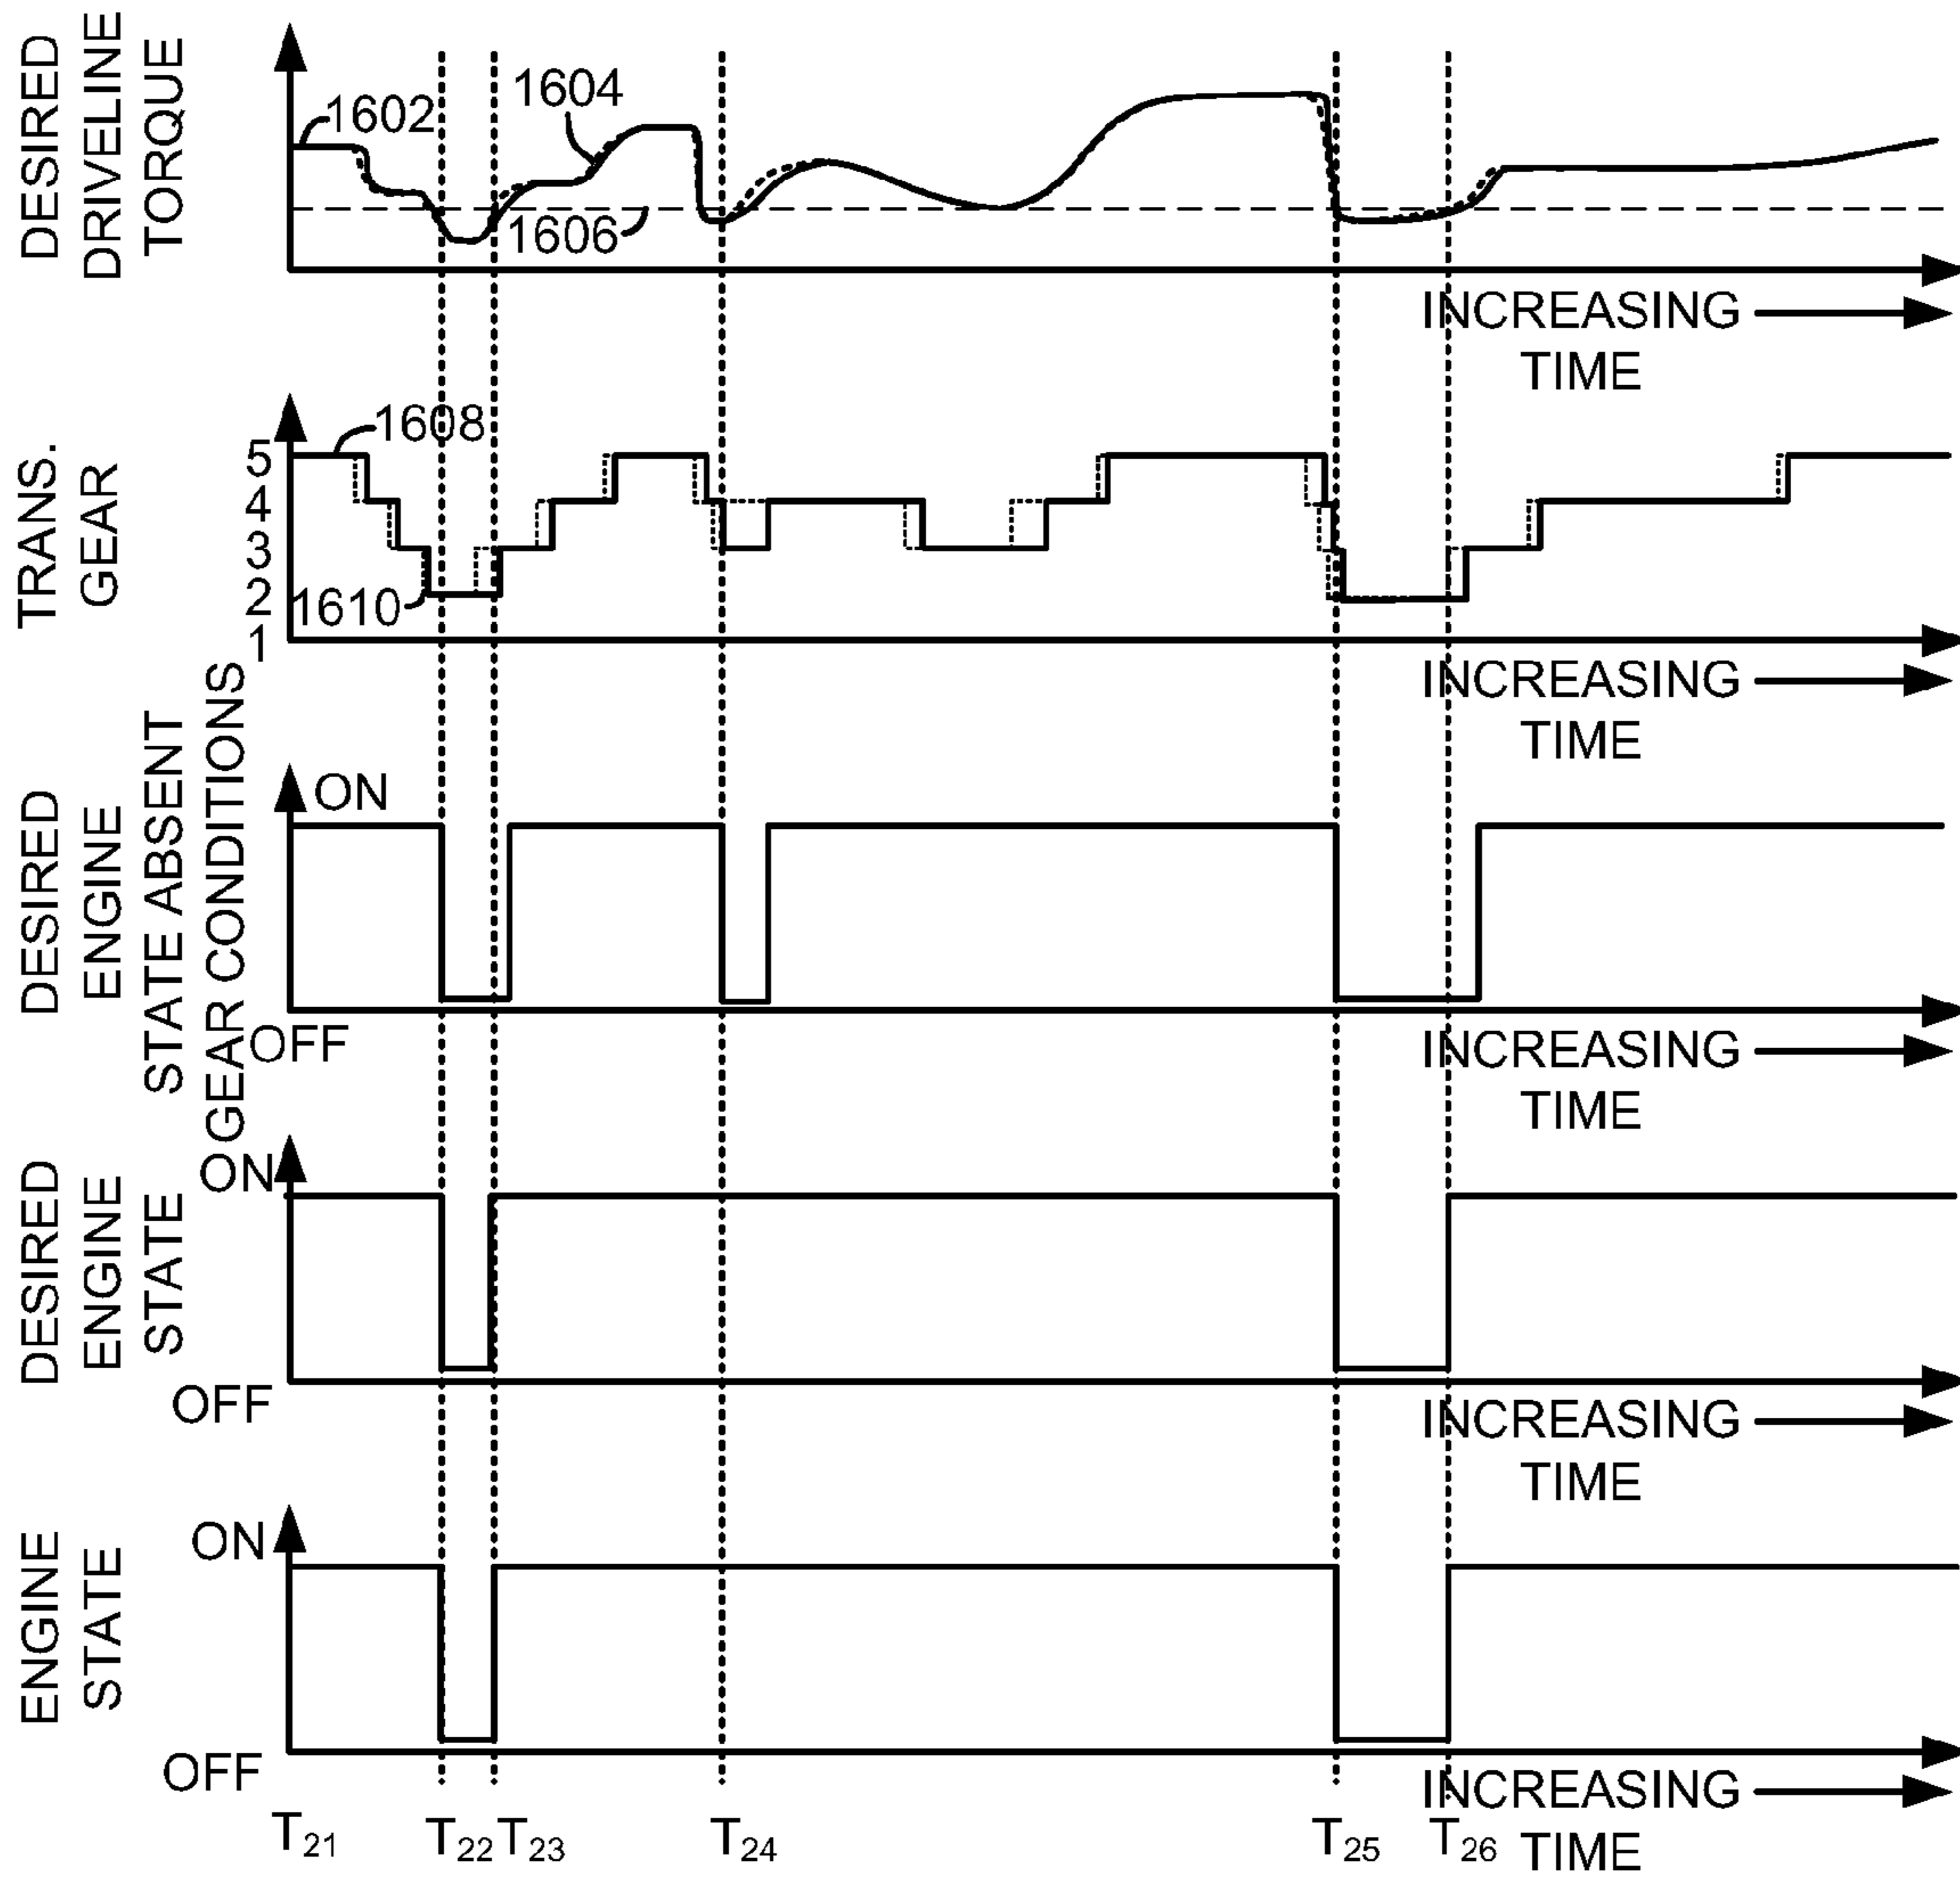 DESIRED
DRIVELINE
TORQUE
1602
1604
1606
INCREASING
TIME
TRANS.
GEAR
5
4
3
2
1
1608
1610
INCREASING
TIME
DESIRED
ENGINE
STATE ABSENT
GEAR CONDITIONS
ON
OFF
INCREASING
TIME
DESIRED
ENGINE
STATE
ON
OFF
INCREASING
TIME
ENGINE
STATE
ON
OFF
INCREASING
TIME
T21
T22
T23
T24
T25
T26